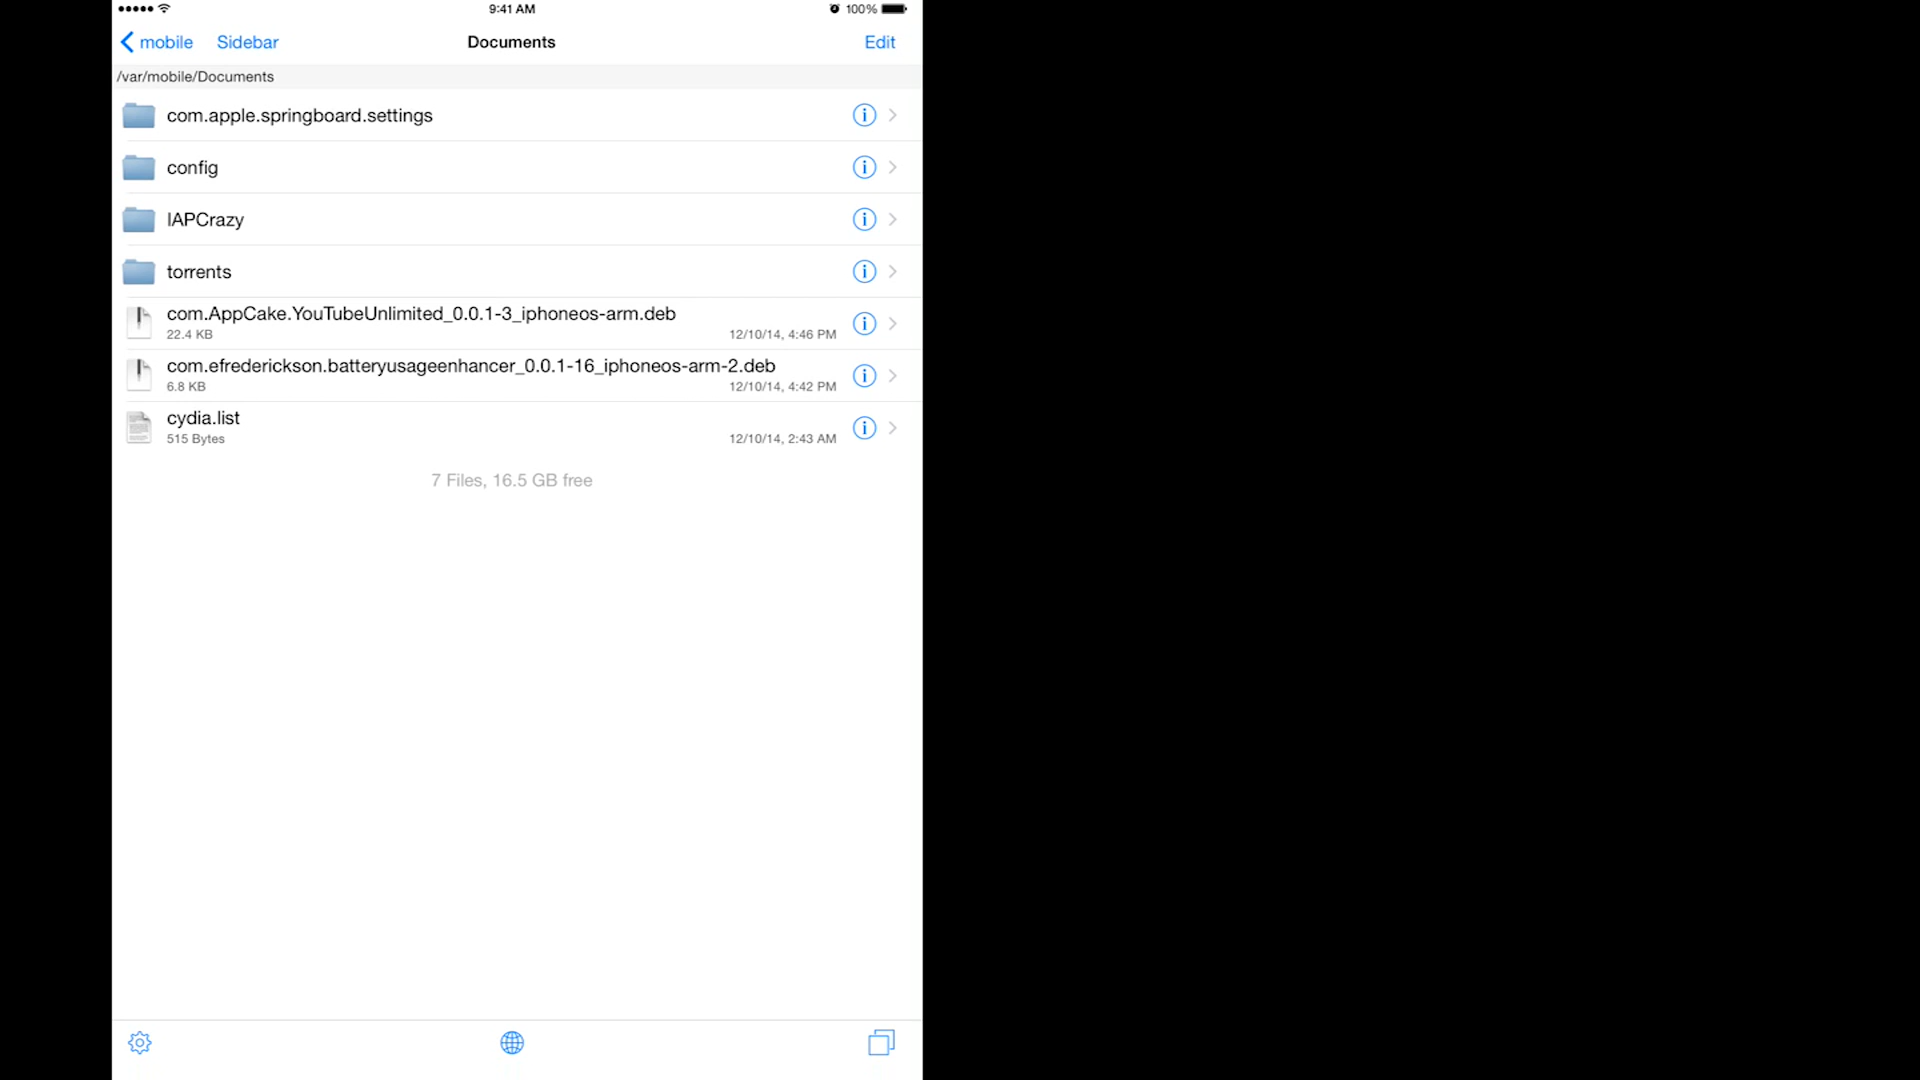 9:41 AM
100%
mobile
Sidebar
Documents
Edit
/var/mobile/Documents
com.apple.springboard.settings
config
IAPCrazy
torrents
com.AppCake.YouTubeUnlimited_0.0.1-3_iphoneos-arm.deb
22.4 KB
12/10/14, 4:46 PM
com.efrederickson.batteryusageenhancer_0.0.1-16_iphoneos-arm-2.deb
6.8 KB
12/10/14, 4:42 PM
cydia.list
515 Bytes
12/10/14, 2:43 AM
7 Files, 16.5 GB free